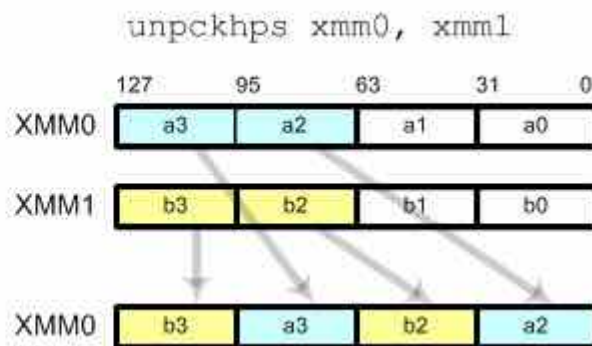 unpckhps xmm0, xmm1
127 95 63 31 0
XMM0 a3 a2 a1 a0
XMM1 b3 b2 b1 b0
XMM0 b3 a3 b2 a2